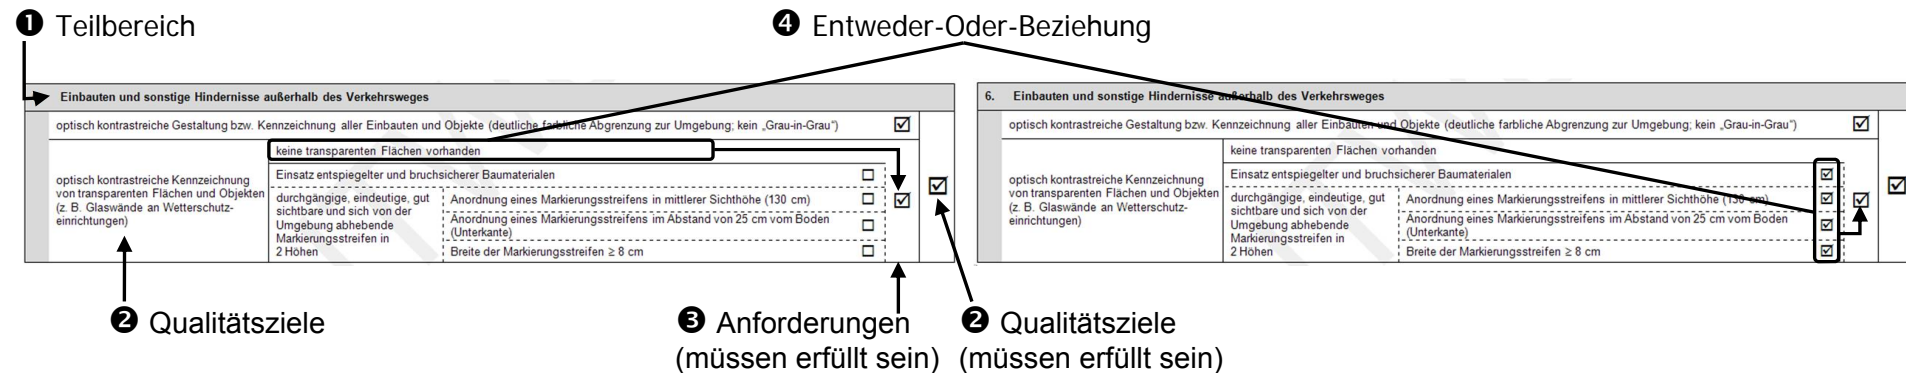 ❶ Teilbereich
❹ Entweder-Oder-Beziehung
Einbauten und sonstige Hindernisse außerhalb des Verkehrsweges
optisch kontrastreiche Gestaltung bzw. Kennzeichnung aller Einbauten und Objekte (deutliche farbliche Abgrenzung zur Umgebung; kein „Grau-in-Grau“) ☑
optisch kontrastreiche Kennzeichnung
von transparenten Flächen und Objekten
(z. B. Glaswände an Wetterschutz-
einrichtungen)
keine transparenten Flächen vorhanden
Einsatz entspiegelter und bruchsicherer Baumaterialien ☐
durchgängige, eindeutige, gut
sichtbare und sich von der
Umgebung abhebende
Markierungsstreifen in
2 Höhen
Anordnung eines Markierungsstreifens in mittlerer Sichthöhe (130 cm) ☐ ☑ ☑
Anordnung eines Markierungsstreifens im Abstand von 25 cm vom Boden
(Unterkante) ☐
Breite der Markierungsstreifen ≥ 8 cm ☐
6. Einbauten und sonstige Hindernisse außerhalb des Verkehrsweges
optisch kontrastreiche Gestaltung bzw. Kennzeichnung aller Einbauten und Objekte (deutliche farbliche Abgrenzung zur Umgebung; kein „Grau-in-Grau“) ☑
optisch kontrastreiche Kennzeichnung
von transparenten Flächen und Objekten
(z. B. Glaswände an Wetterschutz-
einrichtungen)
keine transparenten Flächen vorhanden
Einsatz entspiegelter und bruchsicherer Baumaterialien ☑
durchgängige, eindeutige, gut
sichtbare und sich von der
Umgebung abhebende
Markierungsstreifen in
2 Höhen
Anordnung eines Markierungsstreifens in mittlerer Sichthöhe (130 cm) ☑ ☑ ☑
Anordnung eines Markierungsstreifens im Abstand von 25 cm vom Boden
(Unterkante) ☑
Breite der Markierungsstreifen ≥ 8 cm ☑
❷ Qualitätsziele
❸ Anforderungen
(müssen erfüllt sein)
❷ Qualitätsziele
(müssen erfüllt sein)